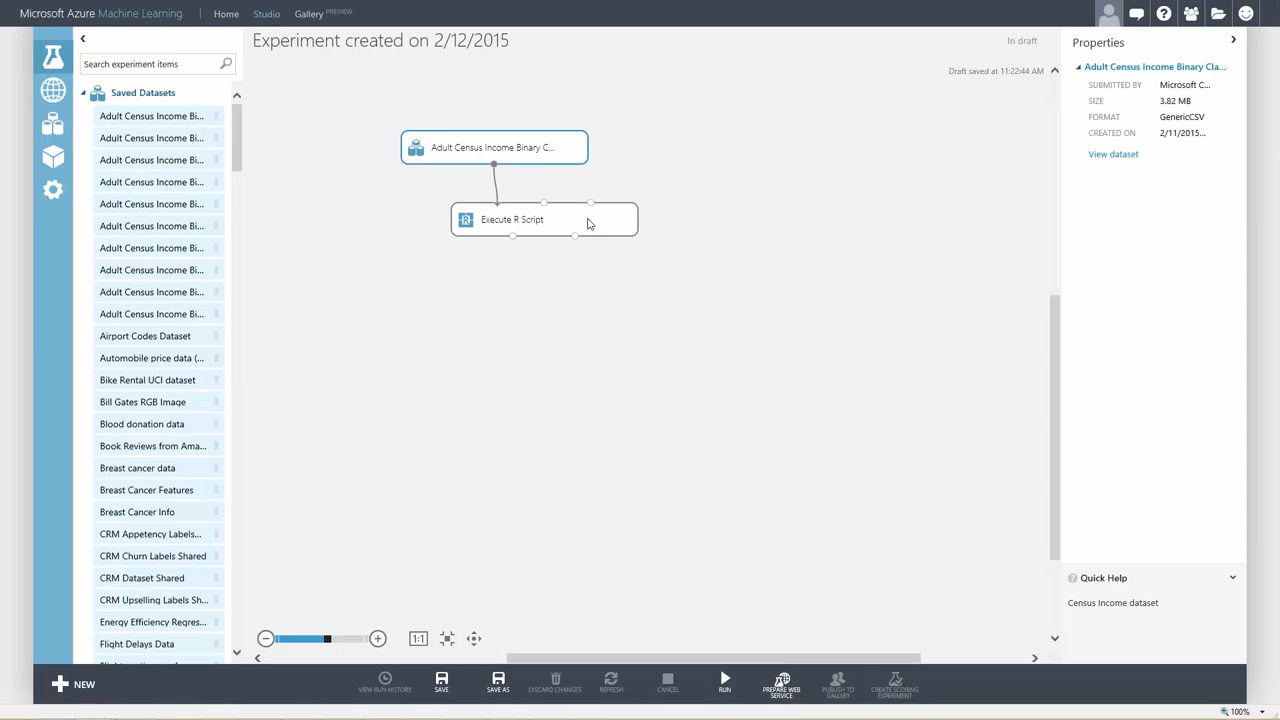 Microsoft Azure Machine Learning
Home
Studio
Gallery PREVIEW
Search experiment items
Saved Datasets
Adult Census Income Bi...
Adult Census Income Bi...
Adult Census Income Bi...
Adult Census Income Bi...
Adult Census Income Bi...
Adult Census Income Bi...
Adult Census Income Bi...
Adult Census Income Bi...
Adult Census Income Bi...
Adult Census Income Bi...
Airport Codes Dataset
Automobile price data (...
Bike Rental UCI dataset
Bill Gates RGB Image
Blood donation data
Book Reviews from Ama...
Breast cancer data
Breast Cancer Features
Breast Cancer Info
CRM Appetency Labels...
CRM Churn Labels Shared
CRM Dataset Shared
CRM Upselling Labels Sh...
Energy Efficiency Regres...
Flight Delays Data
Experiment created on 2/12/2015
In draft
Draft saved at 11:22:44 AM
Adult Census Income Binary C...
R Execute R Script
1:1
Properties
Adult Census Income Binary Cla...
SUBMITTED BY Microsoft C...
SIZE 3.82 MB
FORMAT GenericCSV
CREATED ON 2/11/2015...
View dataset
Quick Help
Census Income dataset
NEW
VIEW RUN HISTORY
SAVE
SAVE AS
DISCARD CHANGES
REFRESH
CANCEL
RUN
PREPARE WEB SERVICE
PUBLISH TO GALLERY
CREATE SCORING EXPERIMENT
100%